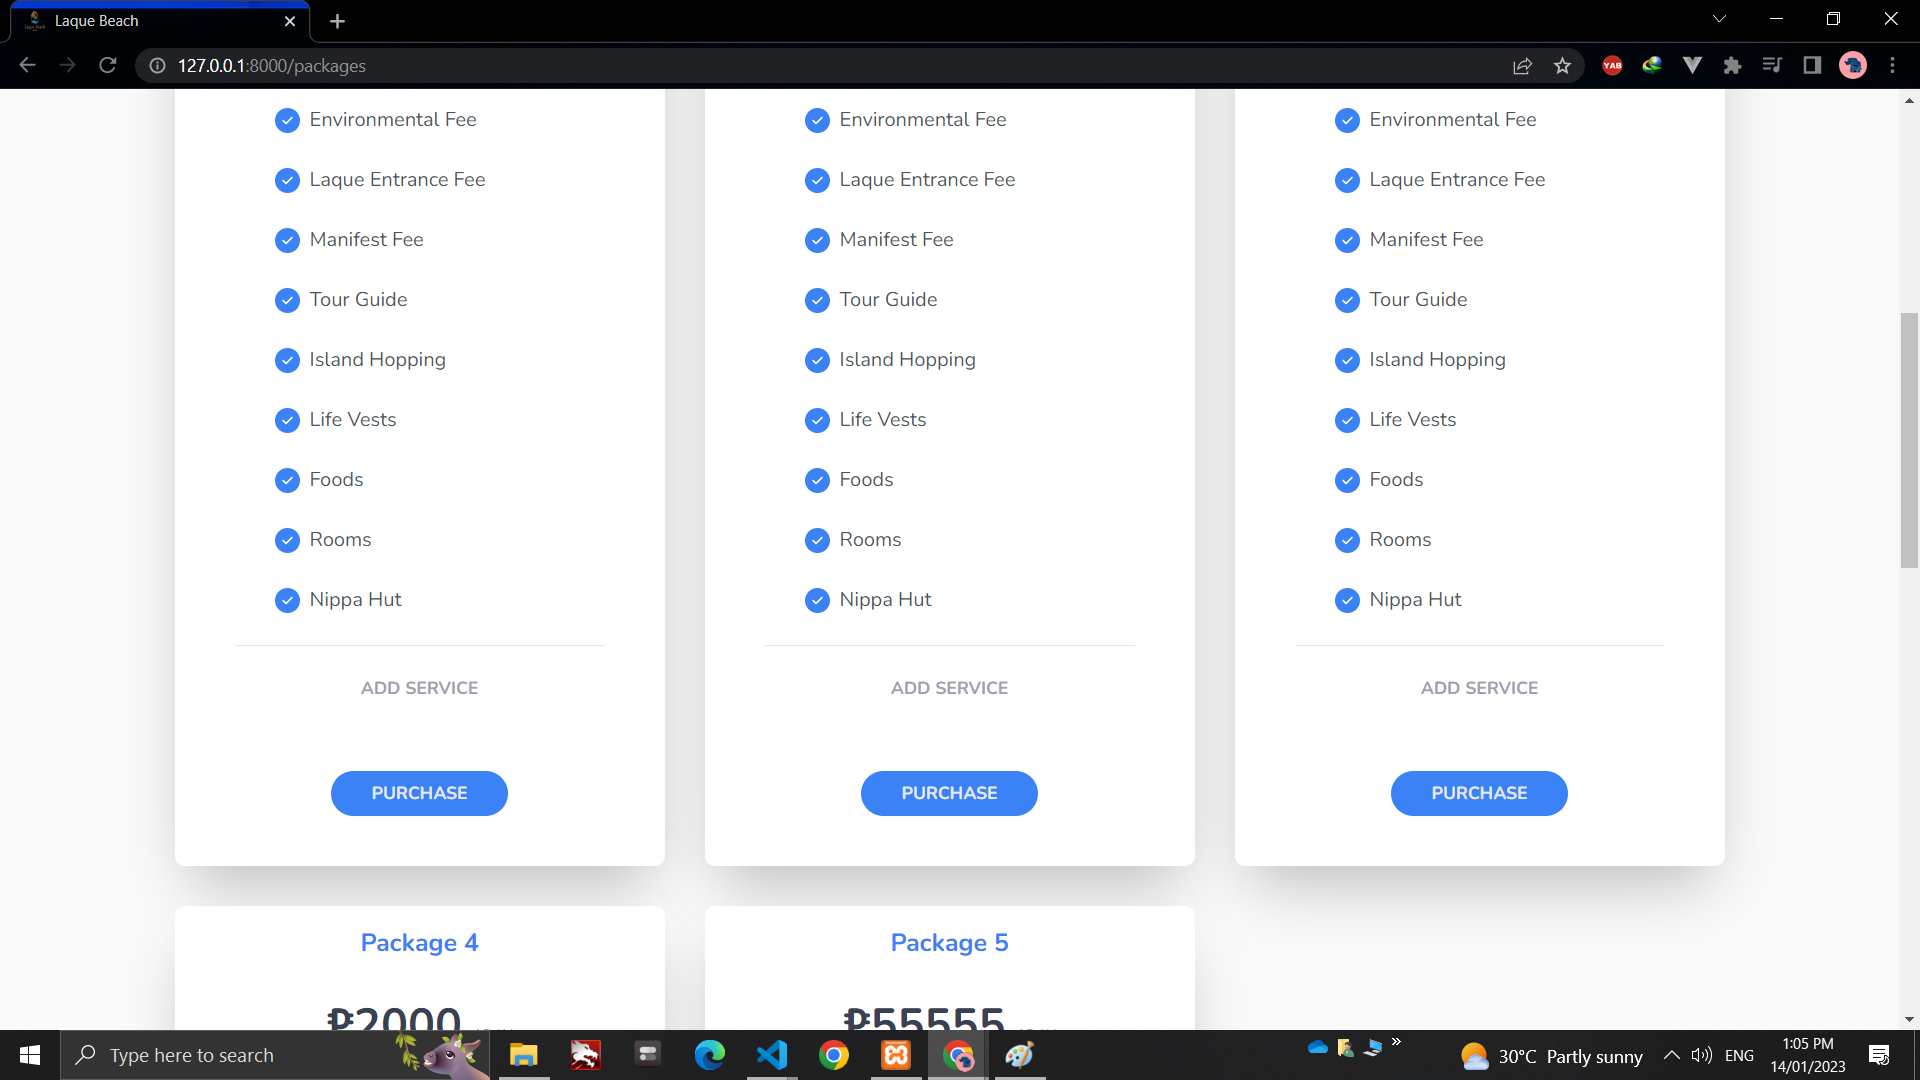 Laque Beach
127.0.0.1:8000/packages
YAB
Environmental Fee
Laque Entrance Fee
Manifest Fee
Tour Guide
Island Hopping
Life Vests
Foods
Rooms
Nippa Hut
ADD SERVICE
PURCHASE
Environmental Fee
Laque Entrance Fee
Manifest Fee
Tour Guide
Island Hopping
Life Vests
Foods
Rooms
Nippa Hut
ADD SERVICE
PURCHASE
Environmental Fee
Laque Entrance Fee
Manifest Fee
Tour Guide
Island Hopping
Life Vests
Foods
Rooms
Nippa Hut
ADD SERVICE
PURCHASE
Package 4
₽2000
Package 5
₽55555
Type here to search
30°C Partly sunny
ENG
1:05 PM
14/01/2023